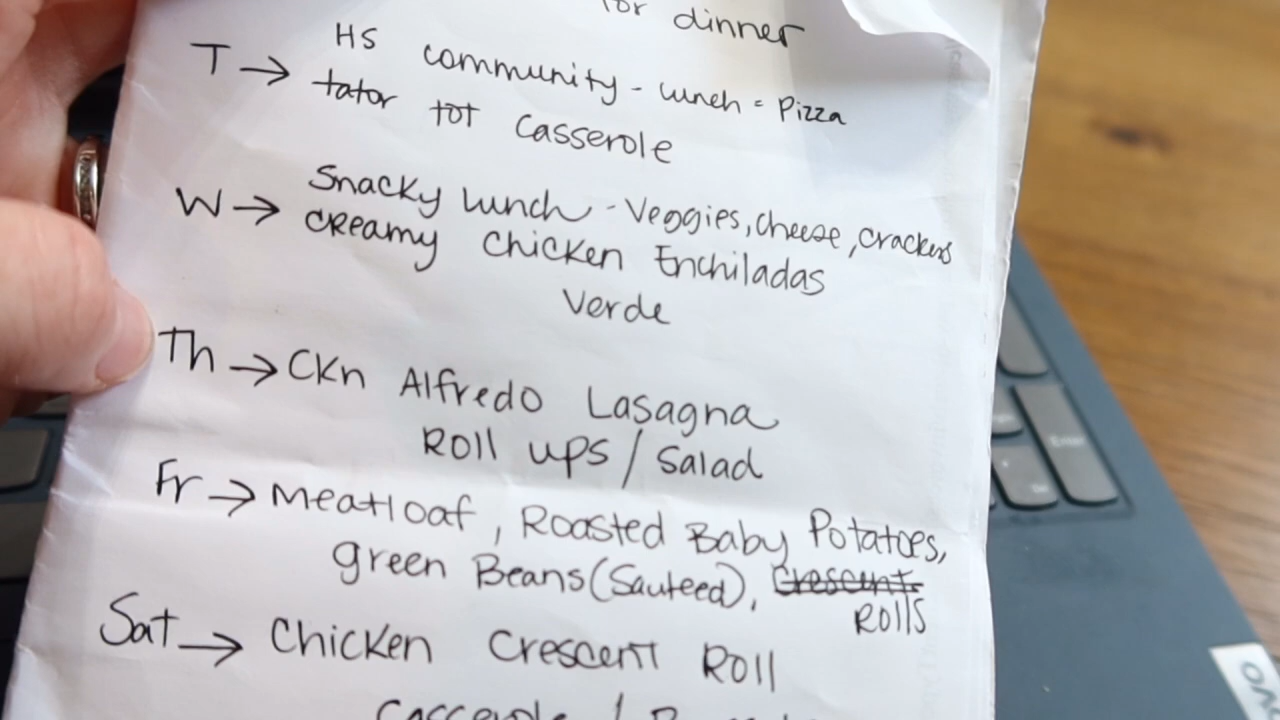 for dinner
T → HS community - lunch = Pizza
tator tot casserole
W → Snacky Lunch - Veggies, cheese, crackers
creamy chicken Enchiladas
Verde
Th → Ckn Alfredo Lasagna
Roll ups / Salad
Fr → Meatloaf, Roasted Baby Potatoes,
green Beans (Sauteed), Crescent
Rolls
Sat → Chicken Crescent Roll
Casserole /
Enter